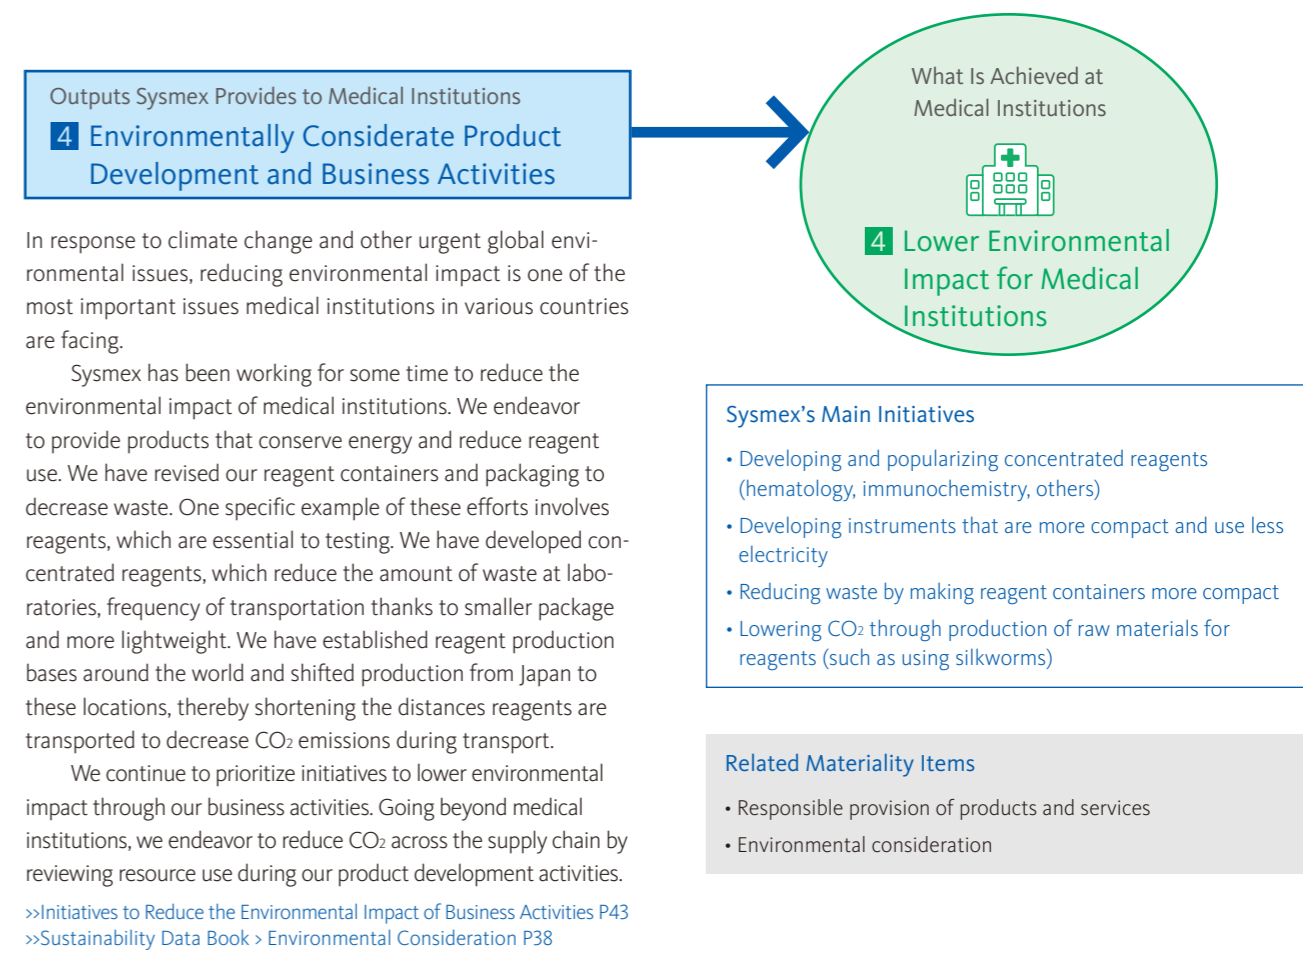 Outputs Sysmex Provides to Medical Institutions
4 Environmentally Considerate Product
Development and Business Activities
What Is Achieved at
Medical Institutions
4 Lower Environmental
Impact for Medical
Institutions
In response to climate change and other urgent global envi-
ronmental issues, reducing environmental impact is one of the
most important issues medical institutions in various countries
are facing.
Sysmex has been working for some time to reduce the
environmental impact of medical institutions. We endeavor
to provide products that conserve energy and reduce reagent
use. We have revised our reagent containers and packaging to
decrease waste. One specific example of these efforts involves
reagents, which are essential to testing. We have developed con-
centrated reagents, which reduce the amount of waste at labo-
ratories, frequency of transportation thanks to smaller package
and more lightweight. We have established reagent production
bases around the world and shifted production from Japan to
these locations, thereby shortening the distances reagents are
transported to decrease CO2 emissions during transport.
We continue to prioritize initiatives to lower environmental
impact through our business activities. Going beyond medical
institutions, we endeavor to reduce CO2 across the supply chain by
reviewing resource use during our product development activities.
>>Initiatives to Reduce the Environmental Impact of Business Activities P43
>>Sustainability Data Book > Environmental Consideration P38
Sysmex's Main Initiatives
• Developing and popularizing concentrated reagents
(hematology, immunochemistry, others)
• Developing instruments that are more compact and use less
electricity
• Reducing waste by making reagent containers more compact
• Lowering CO2 through production of raw materials for
reagents (such as using silkworms)
Related Materiality Items
• Responsible provision of products and services
• Environmental consideration